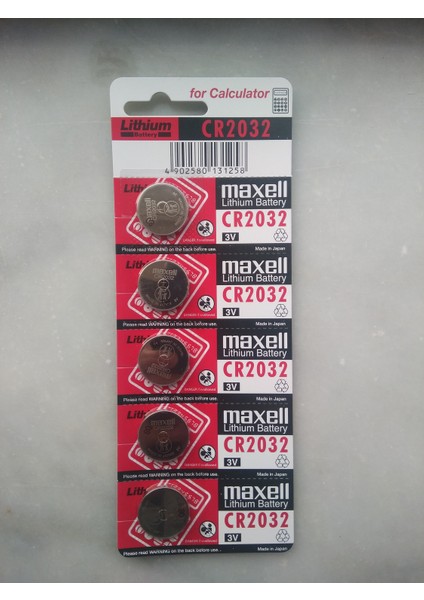 for Calculator
Lithium
Battery
CR2032
4 902580 131258
maxell
Lithium Battery
CR2032
3V
Made in Japan
Please read WARNING on the back before use.
maxell
Lithium Battery
CR2032
3V
Made in Japan
Please read WARNING on the back before use.
maxell
Lithium Battery
CR2032
3V
Made in Japan
Please read WARNING on the back before use.
maxell
Lithium Battery
CR2032
3V
Made in Japan
Please read WARNING on the back before use.
maxell
Lithium Battery
CR2032
3V
Made in Japan
Please read WARNING on the back before use.